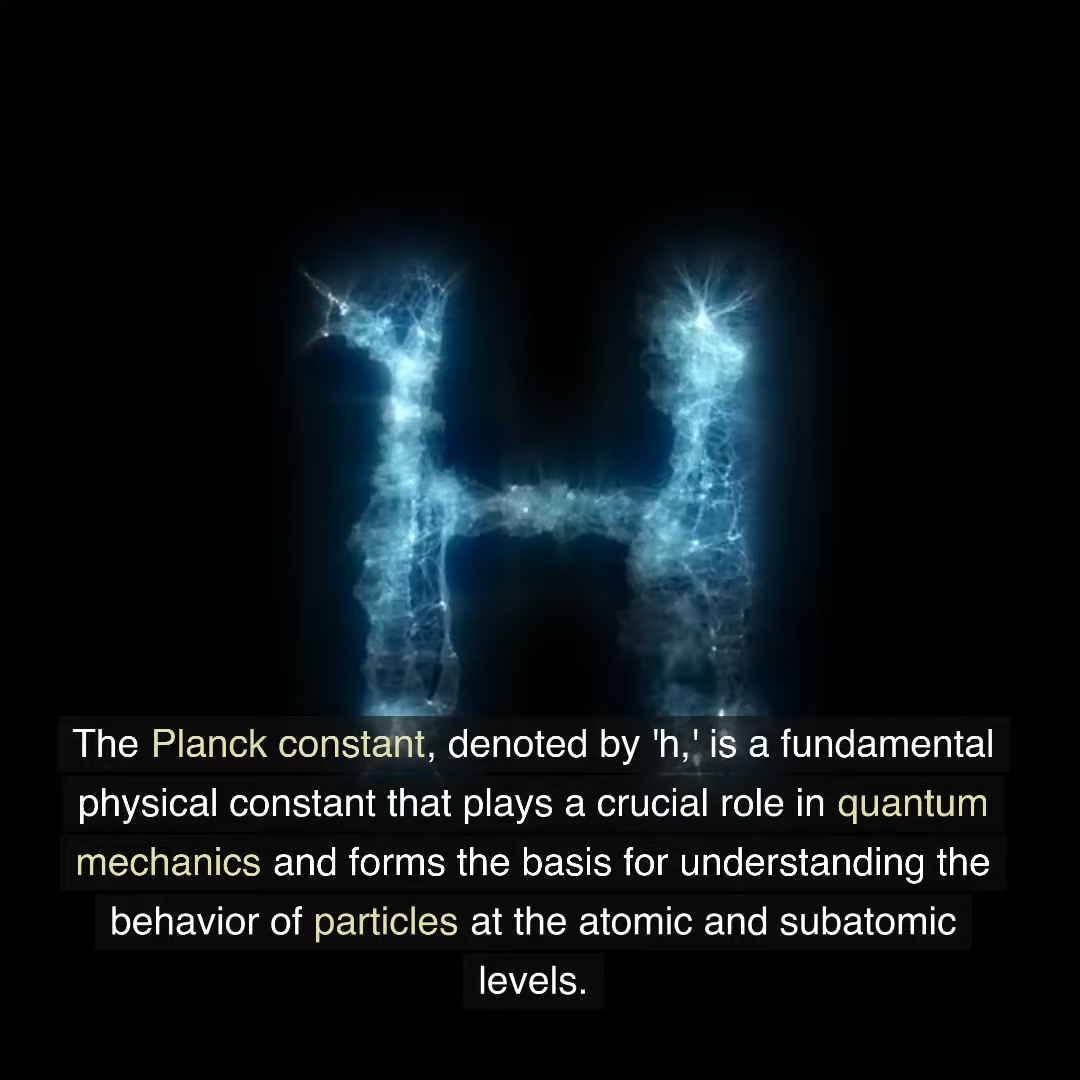 H
The Planck constant, denoted by 'h,' is a fundamental
physical constant that plays a crucial role in quantum
mechanics and forms the basis for understanding the
behavior of particles at the atomic and subatomic
levels.